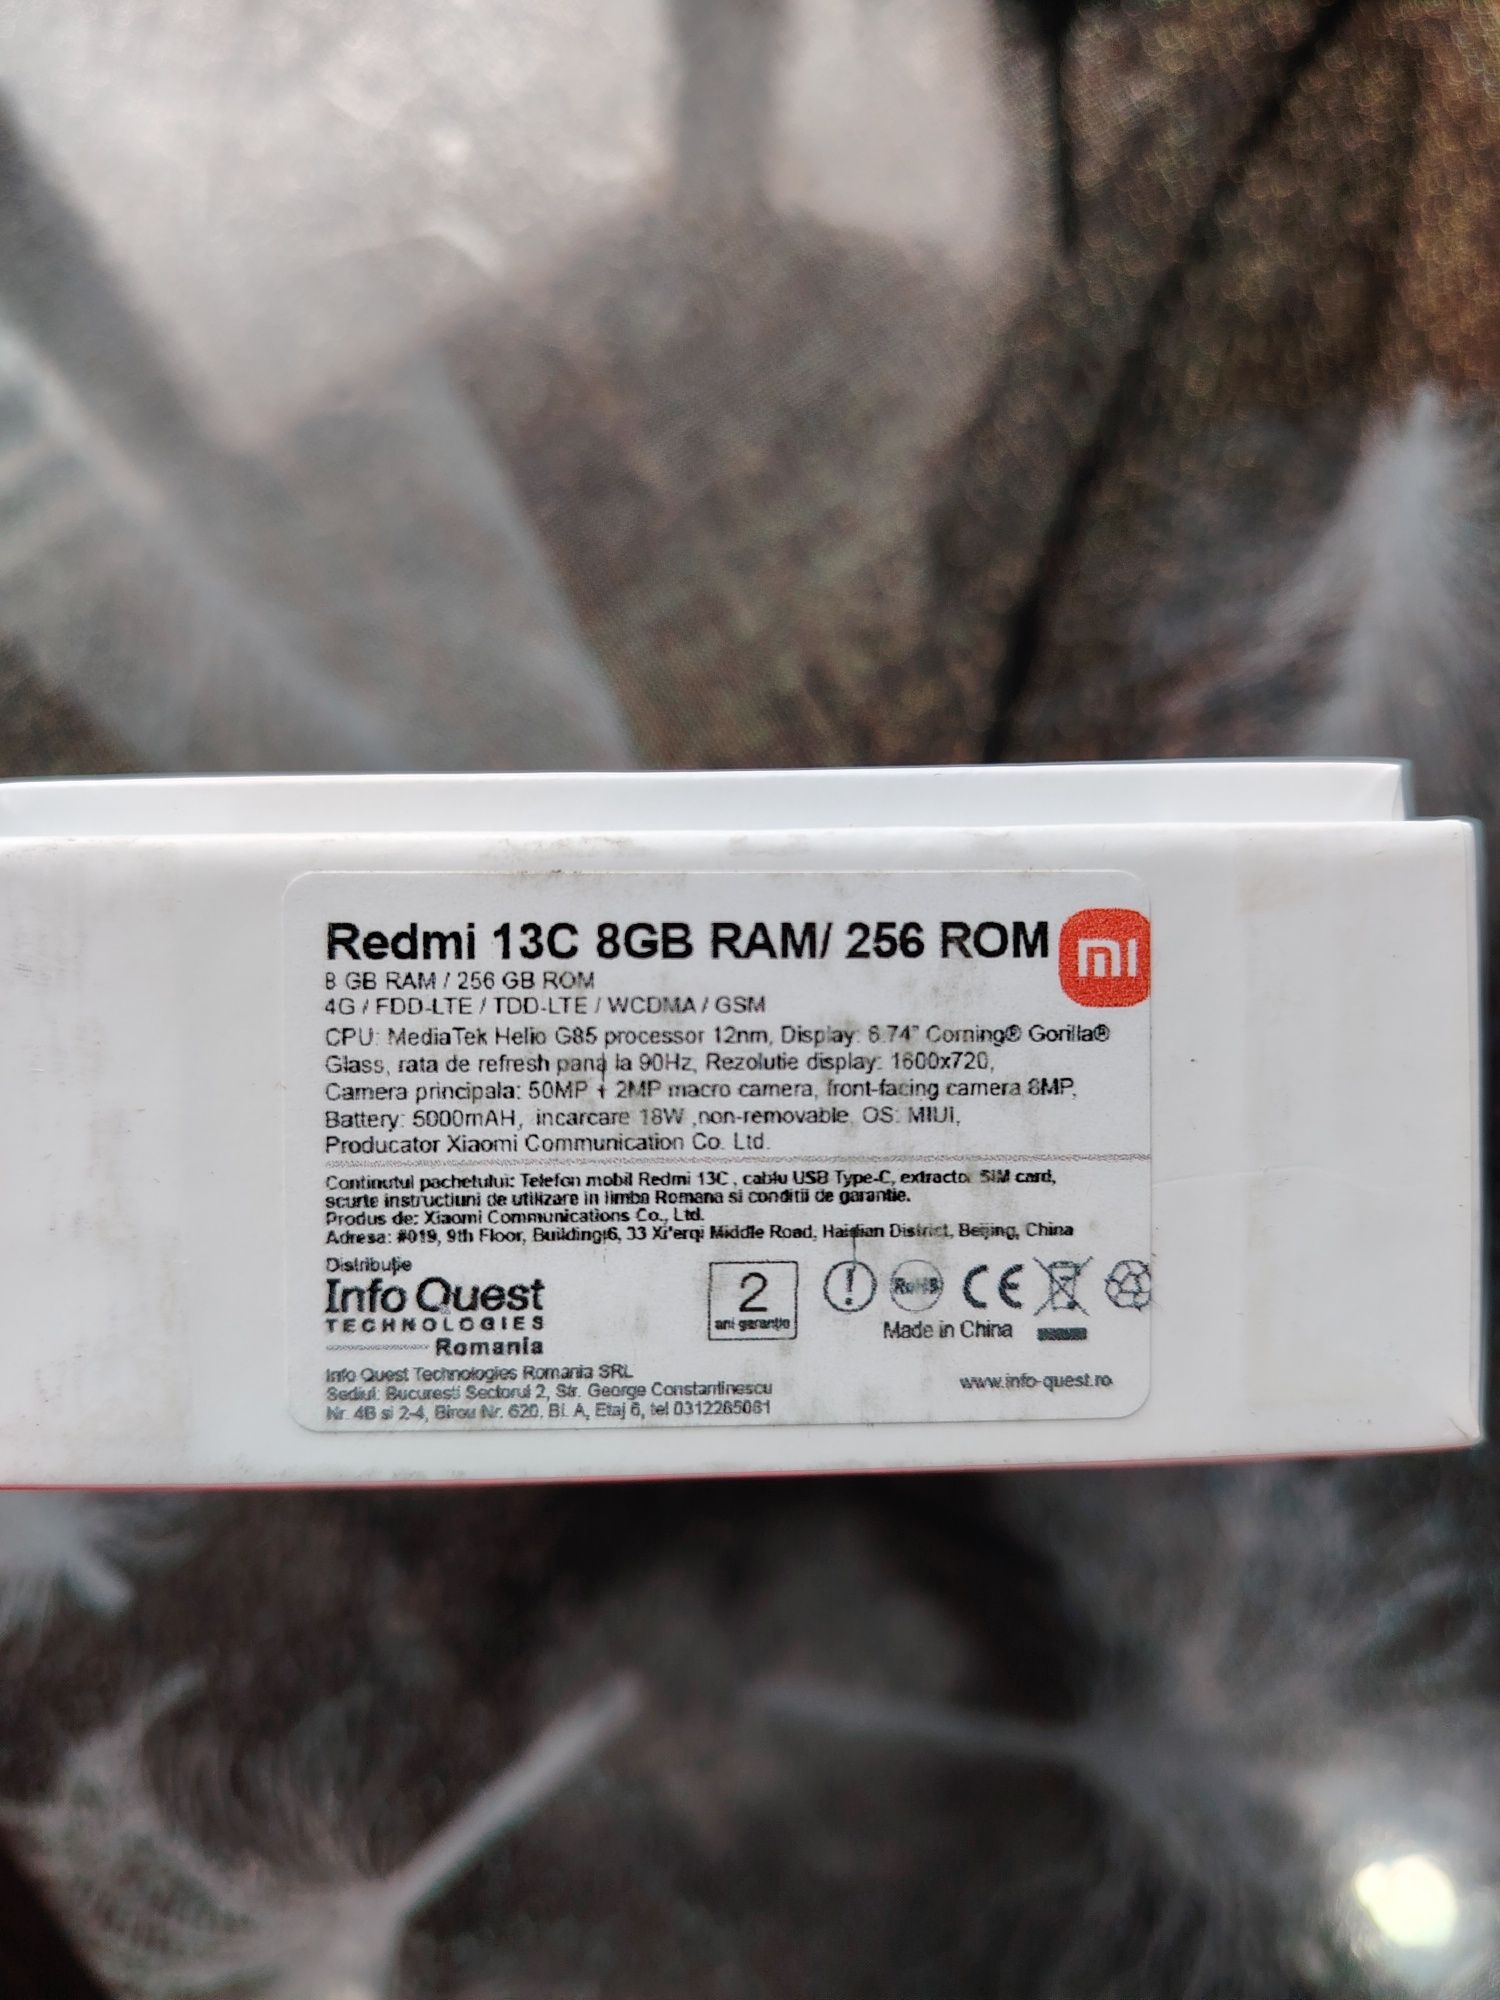 Redmi 13C 8GB RAM/ 256 ROM
mi
8 GB RAM / 256 GB ROM
4G / FDD-LTE / TDD-LTE / WCDMA / GSM
CPU: MediaTek Helio G85 processor 12nm, Display: 6.74" Corning® Gorilla®
Glass, rata de refresh pana la 90Hz, Rezolutie display: 1600x720,
Camera principala: 50MP + 2MP macro camera, front-facing camera 8MP,
Battery: 5000mAH, incarcare 18W ,non-removable, OS: MIUI,
Producator Xiaomi Communication Co. Ltd.
Continutul pachetului: Telefon mobil Redmi 13C , cablu USB Type-C, extractor SIM card,
scurte instructiuni de utilizare in limba Romana si conditii de garantie.
Produs de: Xiaomi Communications Co., Ltd.
Adresa: #019, 9th Floor, Building 6, 33 Xi'erqi Middle Road, Haidian District, Beijing, China
Distribuție
Info Quest
TECHNOLOGIES
Romania
2
ani garanție
RoHS
CE
Made in China
Info Quest Technologies Romania SRL
Sediul: Bucuresti Sectorul 2, Str. George Constantinescu
Nr. 4B si 2-4, Birou Nr. 620, Bl. A, Etaj 6, tel 0312265061
www.info-quest.ro